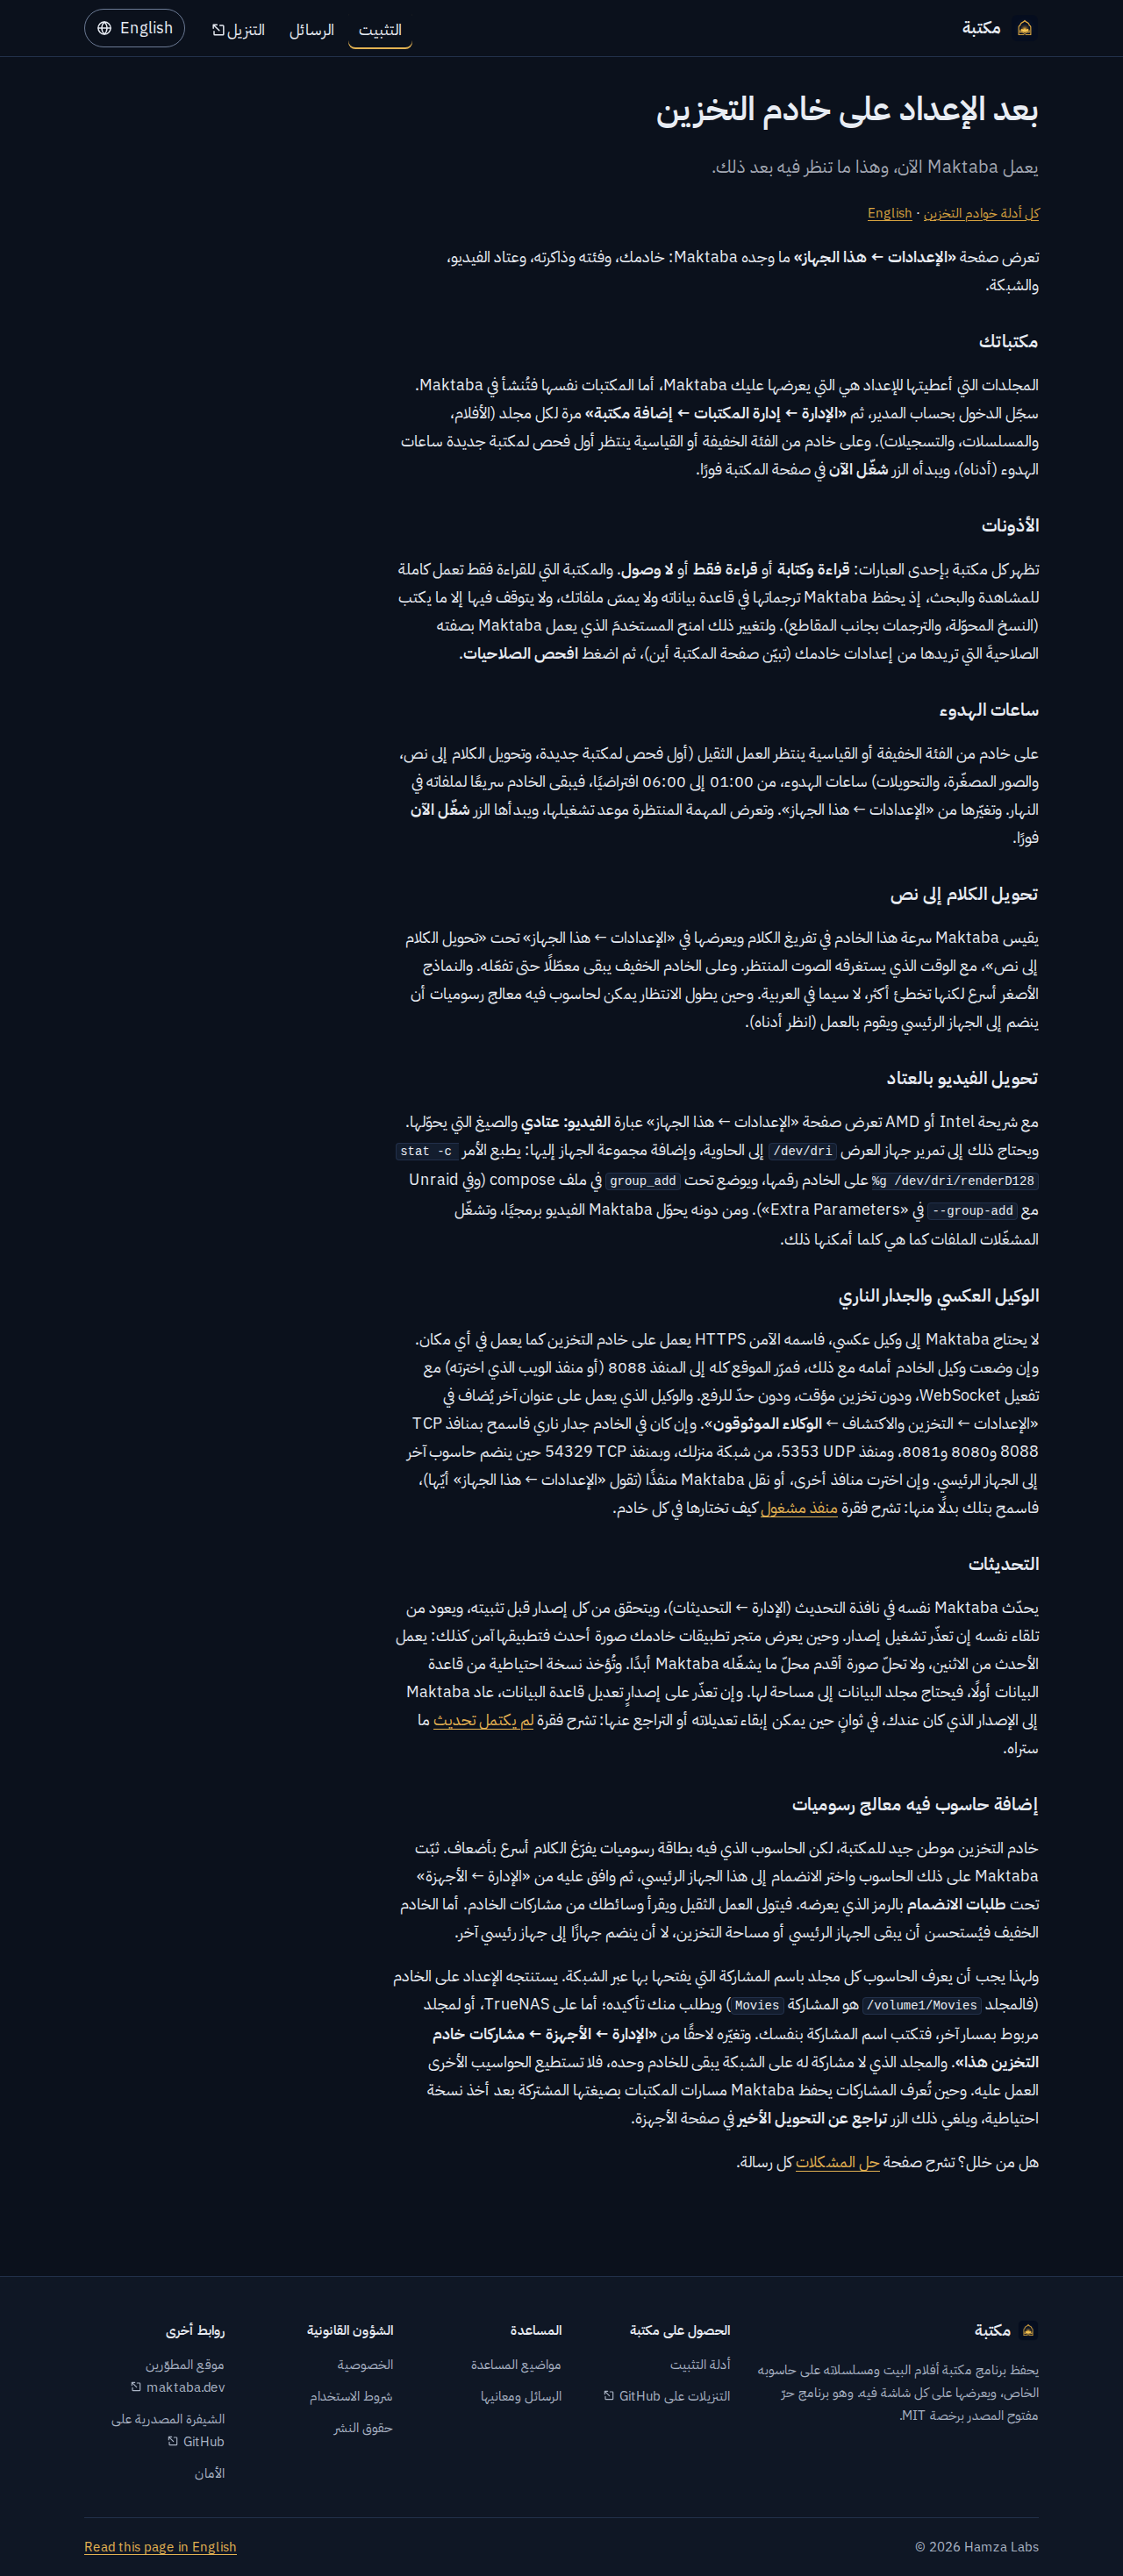 مكتبة
التثبيت
الرسائل
التنزيل
English
بعد الإعداد على خادم التخزين
يعمل Maktaba الآن، وهذا ما تنظر فيه بعد ذلك.
كل أدلة خوادم التخزين · English
تعرض صفحة «الإعدادات ← هذا الجهاز» ما وجده Maktaba: خادمك، وفئته وذاكرته، وعتاد الفيديو،
والشبكة.
مكتباتك
المجلدات التي أعطيتها للإعداد هي التي يعرضها عليك Maktaba، أما المكتبات نفسها فتُنشأ في Maktaba.
سجّل الدخول بحساب المدير، ثم «الإدارة ← إدارة المكتبات ← إضافة مكتبة» مرة لكل مجلد (الأفلام،
والمسلسلات، والتسجيلات). وعلى خادم من الفئة الخفيفة أو القياسية ينتظر أول فحص لمكتبة جديدة ساعات
الهدوء (أدناه)، ويبدأه الزر شغّل الآن في صفحة المكتبة فورًا.
الأذونات
تظهر كل مكتبة بإحدى العبارات: قراءة وكتابة أو قراءة فقط أو لا وصول. والمكتبة التي للقراءة فقط تعمل كاملة
للمشاهدة والبحث، إذ يحفظ Maktaba ترجماتها في قاعدة بياناته ولا يمسّ ملفاتك، ولا يتوقف فيها إلا ما يكتب
(النسخ المحوّلة، والترجمات بجانب المقاطع). ولتغيير ذلك امنح المستخدمَ الذي يعمل Maktaba بصفته
الصلاحيةَ التي تريدها من إعدادات خادمك (تبيّن صفحة المكتبة أين)، ثم اضغط افحص الصلاحيات.
ساعات الهدوء
على خادم من الفئة الخفيفة أو القياسية ينتظر العمل الثقيل (أول فحص لمكتبة جديدة، وتحويل الكلام إلى نص،
والصور المصغّرة، والتحويلات) ساعات الهدوء، من 01:00 إلى 06:00 افتراضيًا، فيبقى الخادم سريعًا لملفاته في
النهار. وتغيّرها من «الإعدادات ← هذا الجهاز». وتعرض المهمة المنتظرة موعد تشغيلها، ويبدأها الزر شغّل الآن
فورًا.
تحويل الكلام إلى نص
يقيس Maktaba سرعة هذا الخادم في تفريغ الكلام ويعرضها في «الإعدادات ← هذا الجهاز» تحت «تحويل الكلام
إلى نص»، مع الوقت الذي يستغرقه الصوت المنتظر. وعلى الخادم الخفيف يبقى معطّلًا حتى تفعّله. والنماذج
الأصغر أسرع لكنها تخطئ أكثر، لا سيما في العربية. وحين يطول الانتظار يمكن لحاسوب فيه معالج رسوميات أن
ينضم إلى الجهاز الرئيسي ويقوم بالعمل (انظر أدناه).
تحويل الفيديو بالعتاد
مع شريحة Intel أو AMD تعرض صفحة «الإعدادات ← هذا الجهاز» عبارة الفيديو: عتادي والصيغ التي يحوّلها.
ويحتاج ذلك إلى تمرير جهاز العرض /dev/dri إلى الحاوية، وإضافة مجموعة الجهاز إليها: يطبع الأمر stat -c
%g /dev/dri/renderD128 على الخادم رقمها، ويوضع تحت group_add في ملف compose (وفي Unraid
مع --group-add في «Extra Parameters»). ومن دونه يحوّل Maktaba الفيديو برمجيًا، وتشغّل
المشغّلات الملفات كما هي كلما أمكنها ذلك.
الوكيل العكسي والجدار الناري
لا يحتاج Maktaba إلى وكيل عكسي، فاسمه الآمن HTTPS يعمل على خادم التخزين كما يعمل في أي مكان.
وإن وضعت وكيل الخادم أمامه مع ذلك، فمرّر الموقع كله إلى المنفذ 8088 (أو منفذ الويب الذي اخترته) مع
تفعيل WebSocket، ودون تخزين مؤقت، ودون حدّ للرفع. والوكيل الذي يعمل على عنوان آخر يُضاف في
«الإعدادات ← التخزين والاكتشاف ← الوكلاء الموثوقون». وإن كان في الخادم جدار ناري فاسمح بمنافذ TCP
8088 و8080 و8081، ومنفذ UDP 5353، من شبكة منزلك، وبمنفذ TCP 54329 حين ينضم حاسوب آخر
إلى الجهاز الرئيسي. وإن اخترت منافذ أخرى، أو نقل Maktaba منفذًا (تقول «الإعدادات ← هذا الجهاز» أيّها)،
فاسمح بتلك بدلًا منها: تشرح فقرة منفذ مشغول كيف تختارها في كل خادم.
التحديثات
يحدّث Maktaba نفسه في نافذة التحديث (الإدارة ← التحديثات)، ويتحقق من كل إصدار قبل تثبيته، ويعود من
تلقاء نفسه إن تعذّر تشغيل إصدار. وحين يعرض متجر تطبيقات خادمك صورة أحدث فتطبيقها آمن كذلك: يعمل
الأحدث من الاثنين، ولا تحلّ صورة أقدم محلّ ما يشغّله Maktaba أبدًا. وتُؤخذ نسخة احتياطية من قاعدة
البيانات أولًا، فيحتاج مجلد البيانات إلى مساحة لها. وإن تعذّر على إصدارٍ تعديل قاعدة البيانات، عاد Maktaba
إلى الإصدار الذي كان عندك، في ثوانٍ حين يمكن إبقاء تعديلاته أو التراجع عنها: تشرح فقرة لم يكتمل تحديث ما
ستراه.
إضافة حاسوب فيه معالج رسوميات
خادم التخزين موطن جيد للمكتبة، لكن الحاسوب الذي فيه بطاقة رسوميات يفرّغ الكلام أسرع بأضعاف. ثبّت
Maktaba على ذلك الحاسوب واختر الانضمام إلى هذا الجهاز الرئيسي، ثم وافق عليه من «الإدارة ← الأجهزة»
تحت طلبات الانضمام بالرمز الذي يعرضه. فيتولى العمل الثقيل ويقرأ وسائطك من مشاركات الخادم. أما الخادم
الخفيف فيُستحسن أن يبقى الجهاز الرئيسي أو مساحة التخزين، لا أن ينضم جهازًا إلى جهاز رئيسي آخر.
ولهذا يجب أن يعرف الحاسوب كل مجلد باسم المشاركة التي يفتحها بها عبر الشبكة. يستنتجه الإعداد على الخادم
(فالمجلد /volume1/Movies هو المشاركة Movies) ويطلب منك تأكيده؛ أما على TrueNAS، أو لمجلد
مربوط بمسار آخر، فتكتب اسم المشاركة بنفسك. وتغيّره لاحقًا من «الإدارة ← الأجهزة ← مشاركات خادم
التخزين هذا». والمجلد الذي لا مشاركة له على الشبكة يبقى للخادم وحده، فلا تستطيع الحواسيب الأخرى
العمل عليه. وحين تُعرف المشاركات يحفظ Maktaba مسارات المكتبات بصيغتها المشتركة بعد أخذ نسخة
احتياطية، ويلغي ذلك الزر تراجع عن التحويل الأخير في صفحة الأجهزة.
هل من خلل؟ تشرح صفحة حل المشكلات كل رسالة.
مكتبة
يحفظ برنامج مكتبة أفلام البيت ومسلسلاته على حاسوبه
الخاص، ويعرضها على كل شاشة فيه. وهو برنامج حرّ
مفتوح المصدر برخصة MIT.
الحصول على مكتبة
أدلة التثبيت
التنزيلات على GitHub
المساعدة
مواضيع المساعدة
الرسائل ومعانيها
الشؤون القانونية
الخصوصية
شروط الاستخدام
حقوق النشر
روابط أخرى
موقع المطوّرين
maktaba.dev
الشيفرة المصدرية على
GitHub
الأمان
© 2026 Hamza Labs
Read this page in English